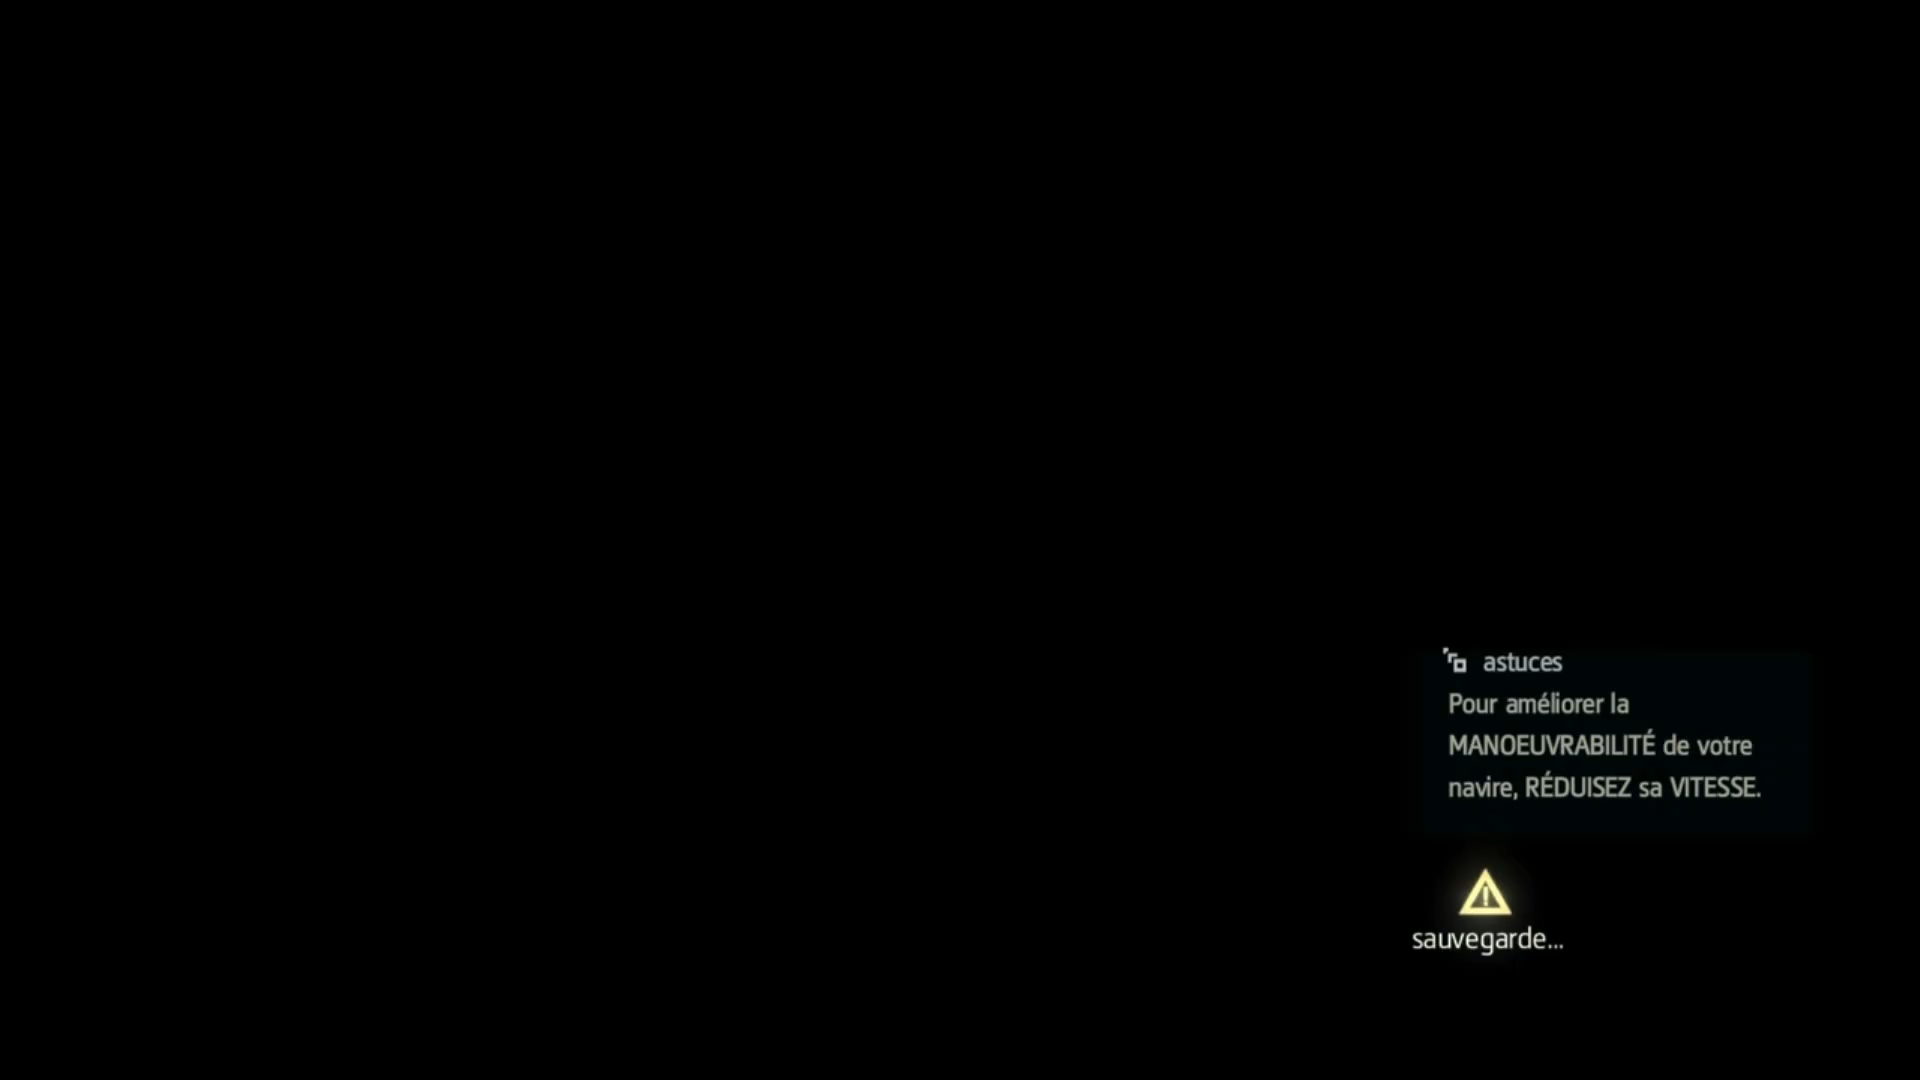 astuces
Pour améliorer la
MANOEUVRABILITÉ de votre
navire, RÉDUISEZ sa VITESSE.
sauvegarde...